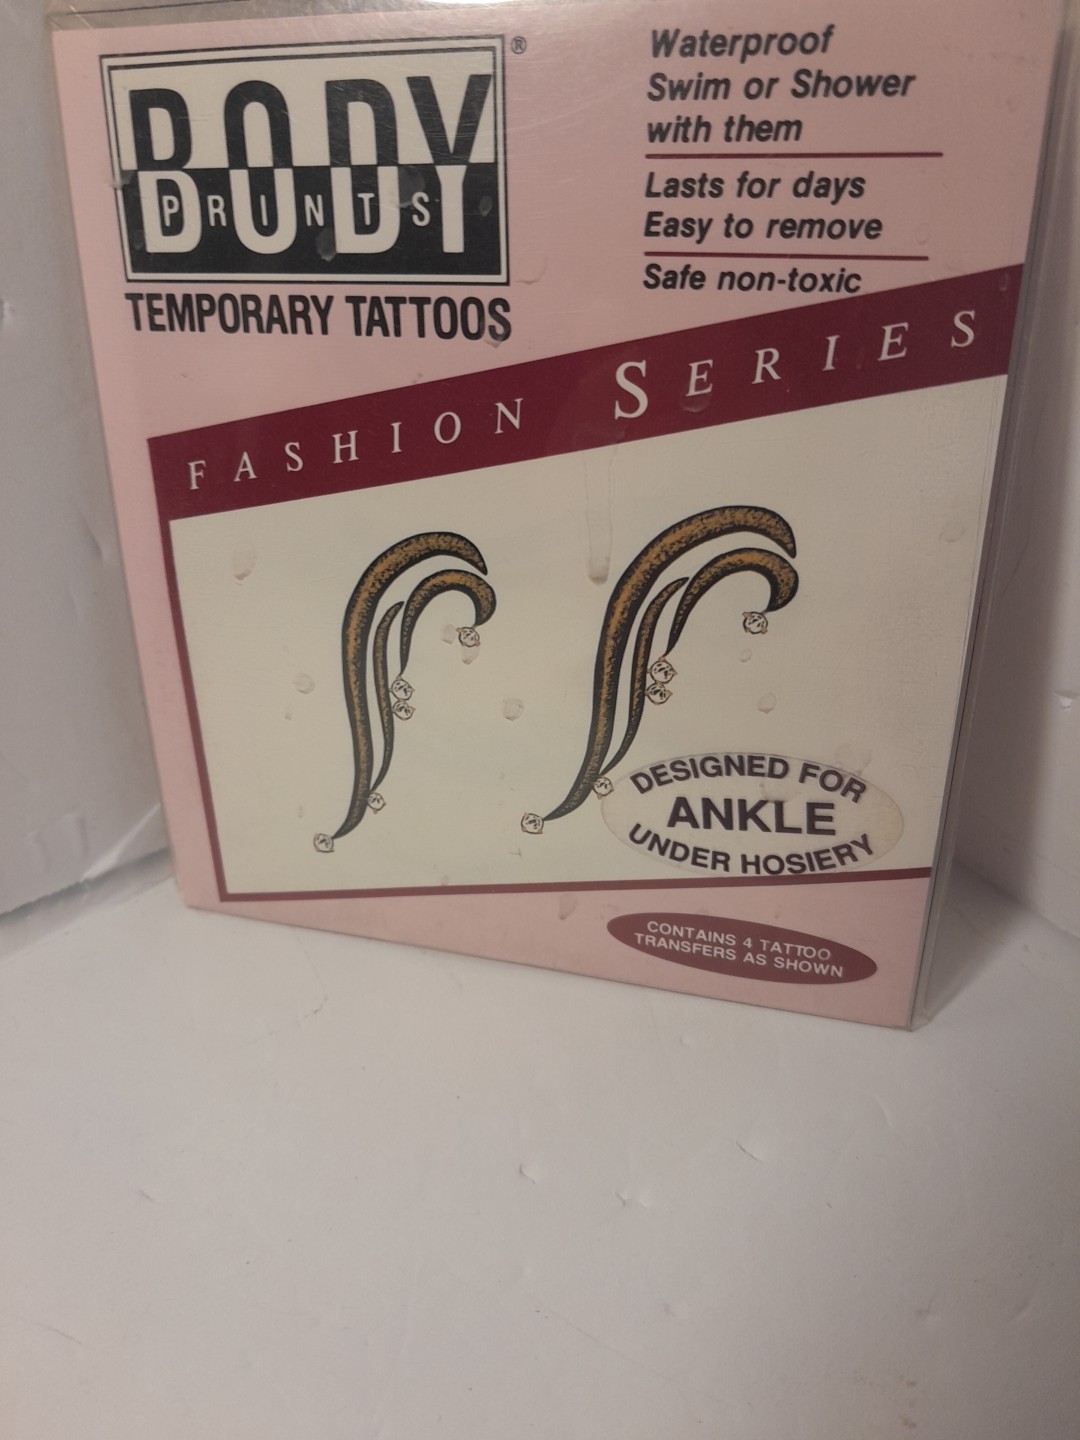 BODY
PRINTS
®
TEMPORARY TATTOOS
Waterproof
Swim or Shower
with them
Lasts for days
Easy to remove
Safe non-toxic
FASHION SERIES
DESIGNED FOR
ANKLE
UNDER HOSIERY
CONTAINS 4 TATTOO
TRANSFERS AS SHOWN